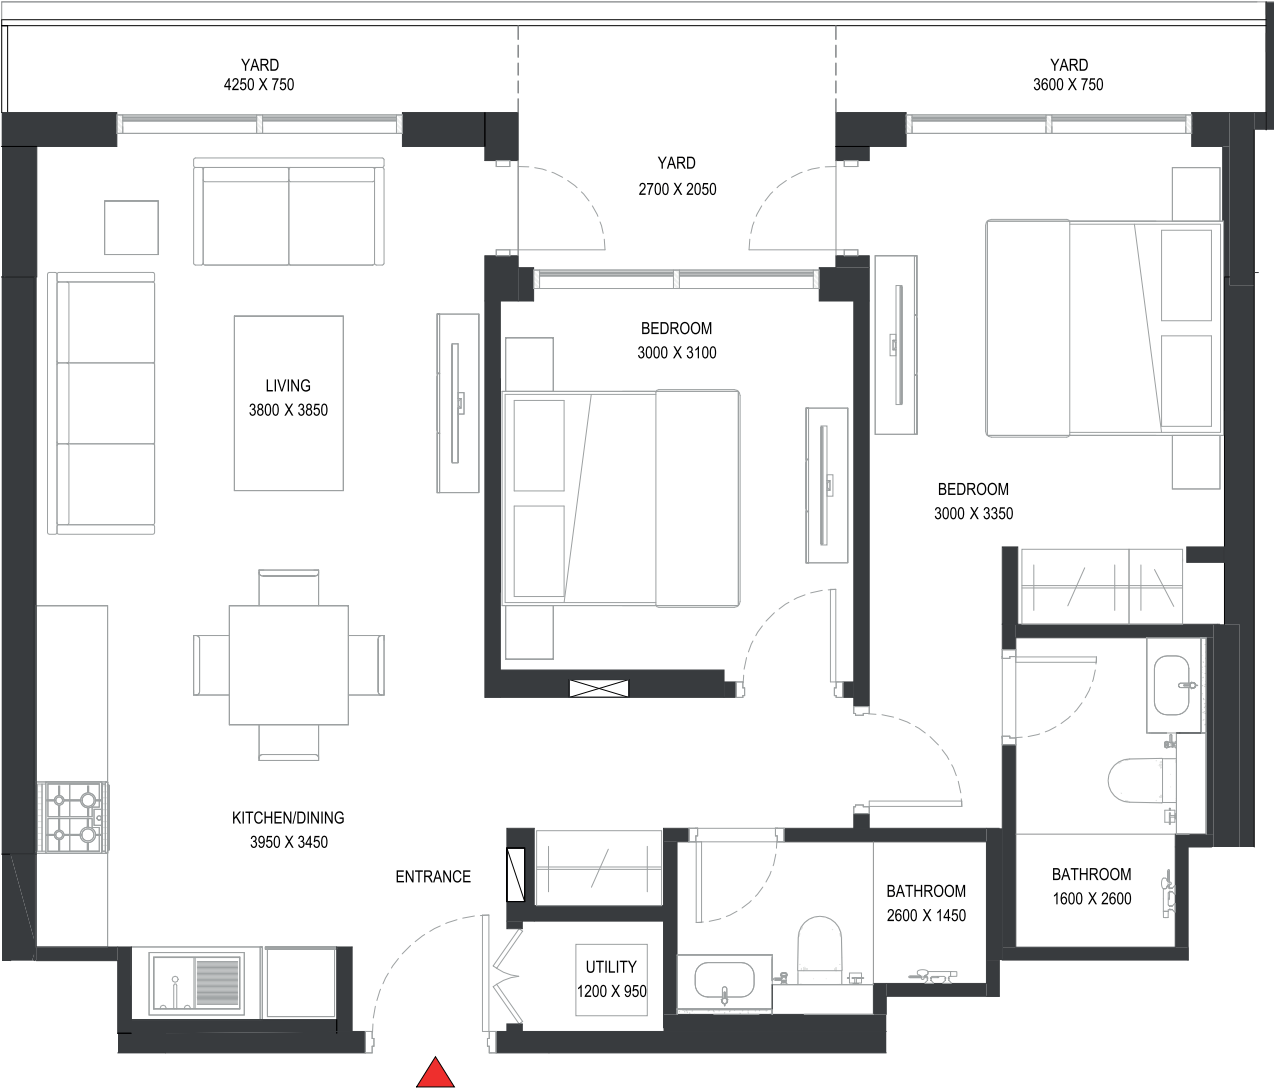 YARD
4250 X 750
YARD
3600 X 750
YARD
2700 X 2050
BEDROOM
3000 X 3100
LIVING
3800 X 3850
BEDROOM
3000 X 3350
KITCHEN/DINING
3950 X 3450
ENTRANCE
BATHROOM
2600 X 1450
BATHROOM
1600 X 2600
UTILITY
1200 X 950